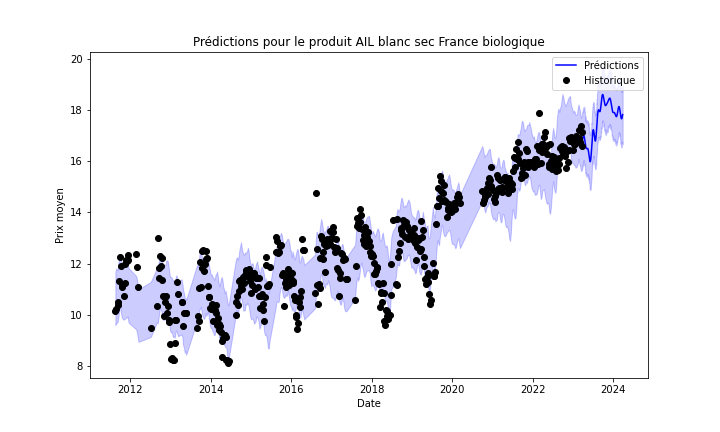 Prédictions pour le produit AIL blanc sec France biologique
Prédictions
Historique
Prix moyen
20
18
16
14
12
10
8
2012 2014 2016 2018 2020 2022 2024
Date